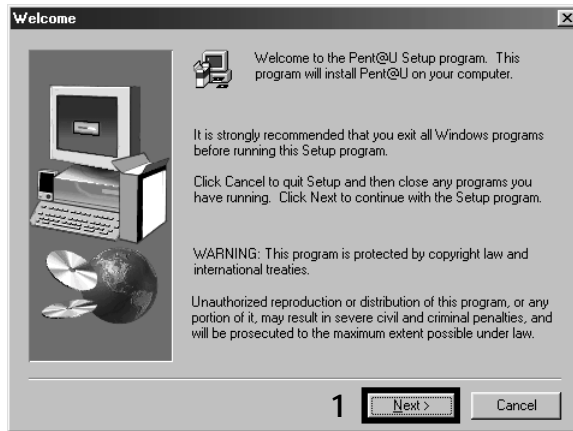 Welcome
Welcome to the Pent@U Setup program. This
program will install Pent@U on your computer.
It is strongly recommended that you exit all Windows programs
before running this Setup program.
Click Cancel to quit Setup and then close any programs you
have running. Click Next to continue with the Setup program.
WARNING: This program is protected by copyright law and
international treaties.
Unauthorized reproduction or distribution of this program, or any
portion of it, may result in severe civil and criminal penalties, and
will be prosecuted to the maximum extent possible under law.
1 Next > Cancel